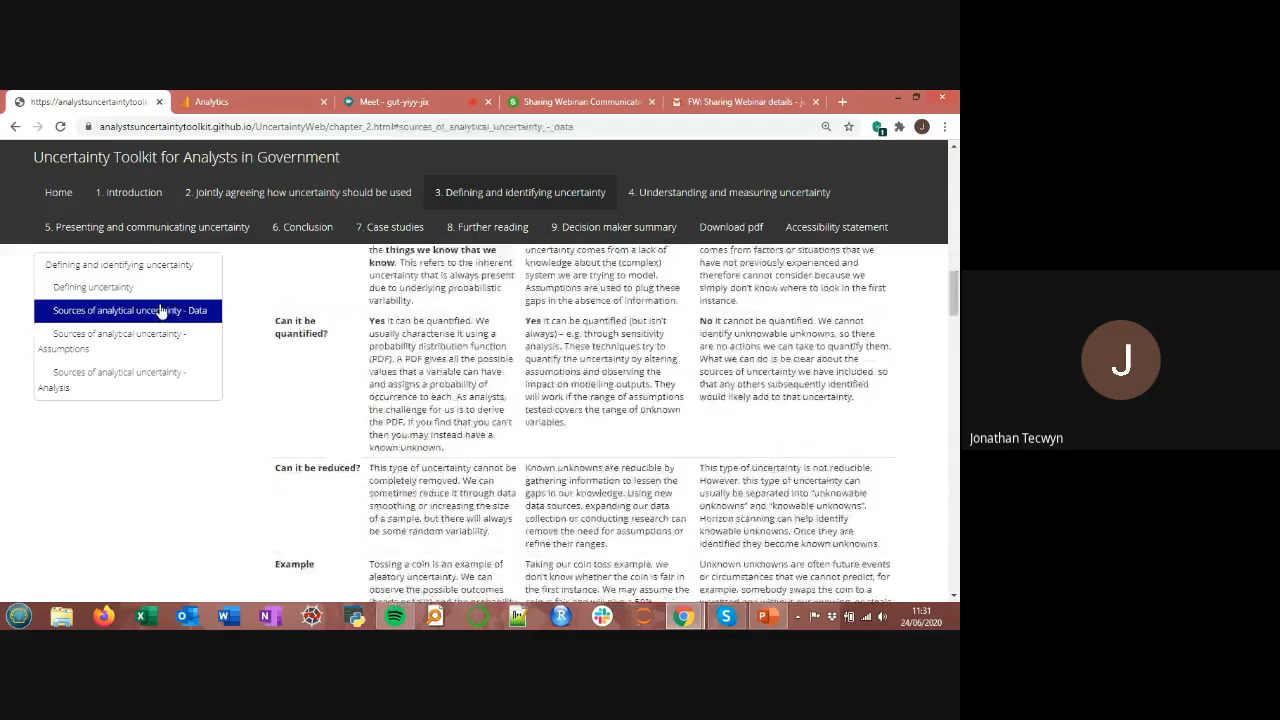 https://analystsuncertaintytoolk
Analytics
Meet - gut-yiyy-jix
Sharing Webinar: Communicati
FW: Sharing Webinar details - j
analystsuncertaintytoolkit.github.io/UncertaintyWeb/chapter_2.html#sources_of_analytical_uncertainty_-_data
J
Uncertainty Toolkit for Analysts in Government
Home 1. Introduction 2. Jointly agreeing how uncertainty should be used 3. Defining and identifying uncertainty 4. Understanding and measuring uncertainty
5. Presenting and communicating uncertainty 6. Conclusion 7. Case studies 8. Further reading 9. Decision maker summary Download pdf Accessibility statement
Defining and identifying uncertainty
Defining uncertainty
Sources of analytical uncertainty - Data
Sources of analytical uncertainty -
Assumptions
Sources of analytical uncertainty -
Analysis
the things we know that we
know. This refers to the inherent
uncertainty that is always present
due to underlying probabilistic
variability.
uncertainty comes from a lack of
knowledge about the (complex)
system we are trying to model.
Assumptions are used to plug these
gaps in the absence of information.
comes from factors or situations that we
have not previously experienced and
therefore cannot consider because we
simply don't know where to look in the first
instance.
Can it be
quantified?
Yes it can be quantified. We
usually characterise it using a
probability distribution function
(PDF). A PDF gives all the possible
values that a variable can have
and assigns a probability of
occurrence to each. As analysts,
the challenge for us is to derive
the PDF. If you find that you can't
then you may instead have a
known unknown.
Yes it can be quantified (but isn't
always) – e.g. through sensitivity
analysis. These techniques try to
quantify the uncertainty by altering
assumptions and observing the
impact on modelling outputs. They
will work if the range of assumptions
tested covers the range of unknown
variables.
No it cannot be quantified. We cannot
identify unknown unknowns, so there
are no actions we can take to quantify them.
What we can do is be clear about the
sources of uncertainty we have included, so
that any others subsequently identified
would likely add to that uncertainty.
Can it be reduced?
This type of uncertainty cannot be
completely removed. We can
sometimes reduce it through data
smoothing or increasing the size
of a sample, but there will always
be some random variability.
Known unknowns are reducible by
gathering information to lessen the
gaps in our knowledge. Using new
data sources, expanding our data
collection or conducting research can
remove the need for assumptions or
refine their ranges.
This type of uncertainty is not reducible.
However, this type of uncertainty can
usually be separated into "unknowable
unknowns" and "knowable unknowns".
Horizon scanning can help identify
knowable unknowns. Once they are
identified they become known unknowns.
Example
Tossing a coin is an example of
aleatory uncertainty. We can
observe the possible outcomes
Taking our coin toss example, we
don't know whether the coin is fair in
the first instance. We may assume the
Unknown unknowns are often future events
or circumstances that we cannot predict, for
example, somebody swaps the coin to a
11:31
24/06/2020
J
Jonathan Tecwyn